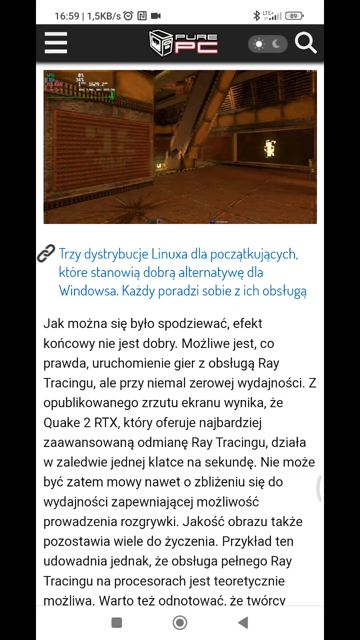 16:59 | 1,5KB/s
LTE+
89
PURE
PC
Trzy dystrybucje Linuxa dla początkujących,
które stanowią dobrą alternatywę dla
Windowsa. Każdy poradzi sobie z ich obsługą
Jak można się było spodziewać, efekt
końcowy nie jest dobry. Możliwe jest, co
prawda, uruchomienie gier z obsługą Ray
Tracingu, ale przy niemal zerowej wydajności. Z
opublikowanego zrzutu ekranu wynika, że
Quake 2 RTX, który oferuje najbardziej
zaawansowaną odmianę Ray Tracingu, działa
w zaledwie jednej klatce na sekundę. Nie może
być zatem mowy nawet o zbliżeniu się do
wydajności zapewniającej możliwość
prowadzenia rozgrywki. Jakość obrazu także
pozostawia wiele do życzenia. Przykład ten
udowadnia jednak, że obsługa pełnego Ray
Tracingu na procesorach jest teoretycznie
możliwa. Warto też odnotować, że twórcy